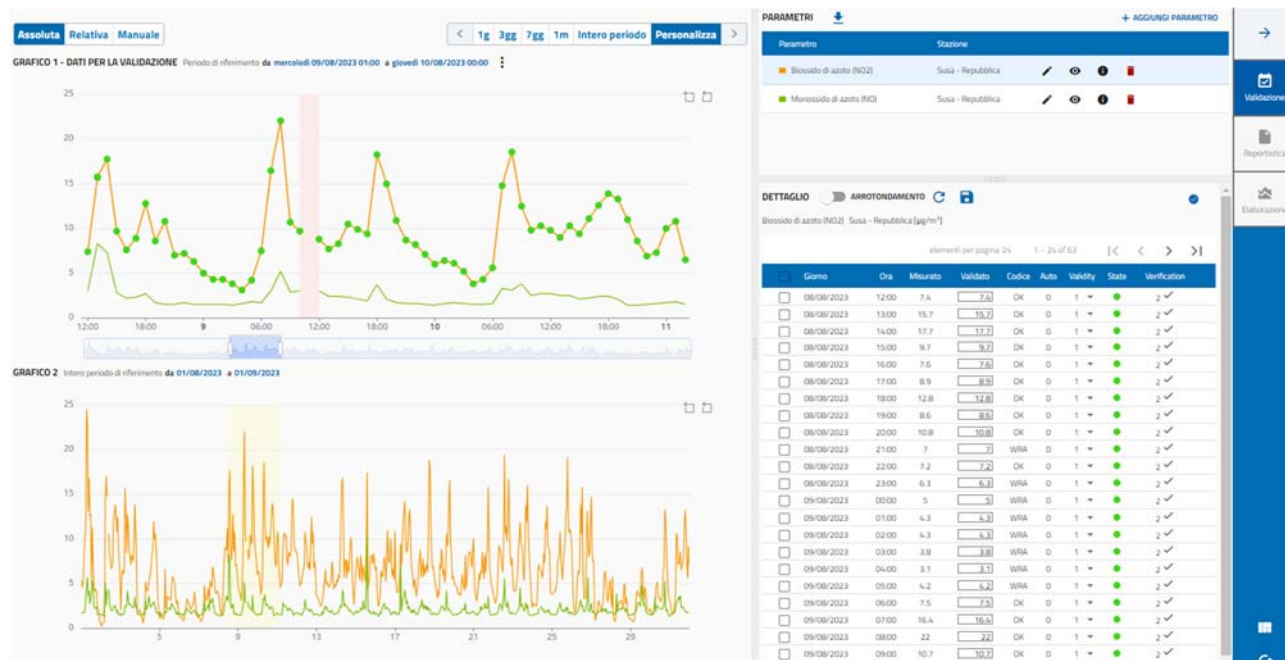 Assoluta Relativa Manuale
< 1g 3gg 7gg 1m Intero periodo Personalizza >
GRAFICO 1 - DATI PER LA VALIDAZIONE Periodo di riferimento da mercoledì 09/08/2023 01:00 a giovedì 10/08/2023 00:00
25
20
15
10
5
0
12:00 18:00 9 06:00 12:00 18:00 10 06:00 12:00 18:00 11
GRAFICO 2 Intero periodo di riferimento da 01/08/2023 a 01/09/2023
25
20
15
10
5
0
5 9 13 17 21 25 29
PARAMETRI
+ AGGIUNGI PARAMETRO
Parametro Stazione
Biossido di azoto (NO2) Susa - Repubblica
Monossido di azoto (NO) Susa - Repubblica
DETTAGLIO ARROTONDAMENTO
Biossido di azoto (NO2) Susa - Repubblica [µg/m³]
elementi per pagina 24 1 - 24 of 63
Giorno Ora Misurato Validato Codice Auto Validity State Verification
08/08/2023 12:00 7.4 7.4 OK 0 1 2
08/08/2023 13:00 15.7 15.7 OK 0 1 2
08/08/2023 14:00 17.7 17.7 OK 0 1 2
08/08/2023 15:00 9.7 9.7 OK 0 1 2
08/08/2023 16:00 7.6 7.6 OK 0 1 2
08/08/2023 17:00 8.9 8.9 OK 0 1 2
08/08/2023 18:00 12.8 12.8 OK 0 1 2
08/08/2023 19:00 8.6 8.6 OK 0 1 2
08/08/2023 20:00 10.8 10.8 OK 0 1 2
08/08/2023 21:00 7 7 WRA 0 1 2
08/08/2023 22:00 7.2 7.2 OK 0 1 2
08/08/2023 23:00 6.3 6.3 WRA 0 1 2
09/08/2023 00:00 5 5 WRA 0 1 2
09/08/2023 01:00 4.3 4.3 WRA 0 1 2
09/08/2023 02:00 4.3 4.3 WRA 0 1 2
09/08/2023 03:00 3.8 3.8 WRA 0 1 2
09/08/2023 04:00 3.1 3.1 WRA 0 1 2
09/08/2023 05:00 4.2 4.2 WRA 0 1 2
09/08/2023 06:00 7.5 7.5 OK 0 1 2
09/08/2023 07:00 16.4 16.4 OK 0 1 2
09/08/2023 08:00 22 22 OK 0 1 2
09/08/2023 09:00 10.7 10.7 OK 0 1 2
Validazione
Reportistica
Elaborazione